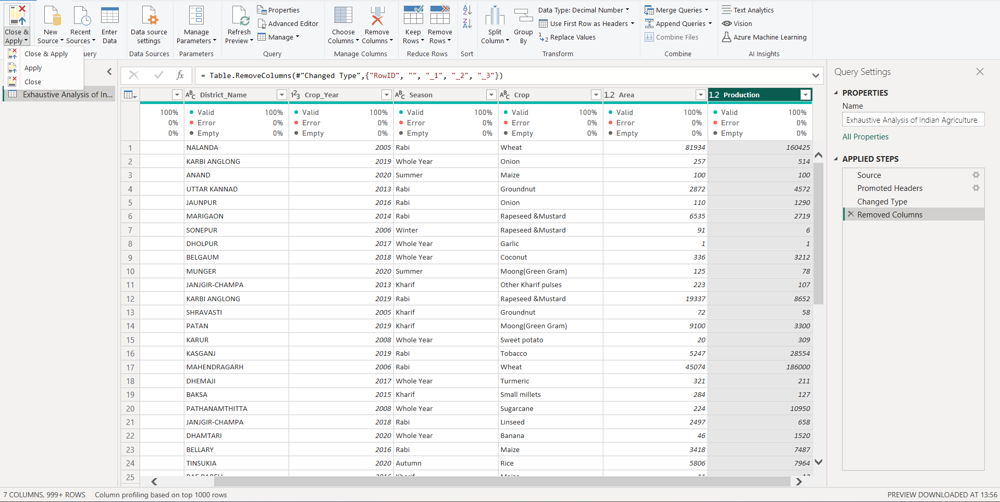 Close &
Apply
New
Source
Recent
Sources
Enter
Data
Data source
settings
Manage
Parameters
Refresh
Preview
Properties
Advanced Editor
Manage
Choose
Columns
Remove
Columns
Keep
Rows
Remove
Rows
Split
Column
Group
By
Data Type: Decimal Number
Use First Row as Headers
Replace Values
Merge Queries
Append Queries
Combine Files
Text Analytics
Vision
Azure Machine Learning
uery
Data Sources
Parameters
Query
Manage Columns
Reduce Rows
Sort
Transform
Combine
AI Insights
Close & Apply
Apply
Close
Exhaustive Analysis of In...
fx
= Table.RemoveColumns(#"Changed Type",{"RowID", "", "_1", "_2", "_3"})
ABC District_Name 123 Crop_Year ABC Season ABC Crop 1.2 Area 1.2 Production
100% Valid 100% Valid 100% Valid 100% Valid 100% Valid 100% Valid 100%
0% Error 0% Error 0% Error 0% Error 0% Error 0% Error 0%
0% Empty 0% Empty 0% Empty 0% Empty 0% Empty 0% Empty 0%
1 NALANDA 2005 Rabi Wheat 81934 160425
2 KARBI ANGLONG 2019 Whole Year Onion 257 514
3 ANAND 2020 Summer Maize 100 100
4 UTTAR KANNAD 2013 Rabi Groundnut 2872 4572
5 JAUNPUR 2016 Rabi Onion 110 1290
6 MARIGAON 2014 Rabi Rapeseed &Mustard 6535 2719
7 SONEPUR 2006 Winter Rapeseed &Mustard 91 6
8 DHOLPUR 2017 Whole Year Garlic 1 1
9 BELGAUM 2018 Whole Year Coconut 336 3212
10 MUNGER 2020 Summer Moong(Green Gram) 125 78
11 JANJGIR-CHAMPA 2013 Kharif Other Kharif pulses 223 107
12 KARBI ANGLONG 2019 Rabi Rapeseed &Mustard 19337 8652
13 SHRAVASTI 2005 Kharif Groundnut 72 58
14 PATAN 2019 Kharif Moong(Green Gram) 9100 3300
15 KARUR 2008 Whole Year Sweet potato 20 309
16 KASGANJ 2019 Rabi Tobacco 5247 28554
17 MAHENDRAGARH 2006 Rabi Wheat 45074 186000
18 DHEMAJI 2017 Whole Year Turmeric 321 211
19 BAKSA 2015 Kharif Small millets 284 127
20 PATHANAMTHITTA 2008 Whole Year Sugarcane 224 10950
21 JANJGIR-CHAMPA 2018 Rabi Linseed 2497 658
22 DHAMTARI 2020 Whole Year Banana 46 1520
23 BELLARY 2016 Rabi Maize 3418 7487
24 TINSUKIA 2020 Autumn Rice 5806 7964
25
Query Settings
PROPERTIES
Name
Exhaustive Analysis of Indian Agriculture
All Properties
APPLIED STEPS
Source
Promoted Headers
Changed Type
Removed Columns
7 COLUMNS, 999+ ROWS
Column profiling based on top 1000 rows
PREVIEW DOWNLOADED AT 13:56